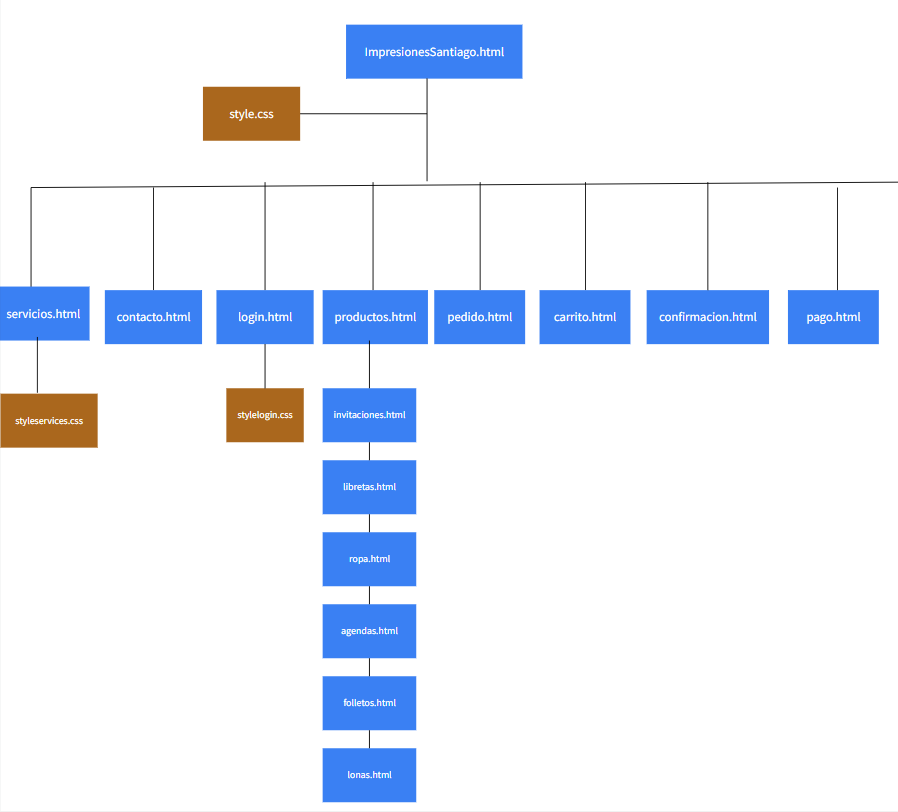 ImpresionesSantiago.html
style.css
servicios.html
contacto.html
login.html
productos.html
pedido.html
carrito.html
confirmacion.html
pago.html
styleservices.css
stylelogin.css
invitaciones.html
libretas.html
ropa.html
agendas.html
folletos.html
lonas.html